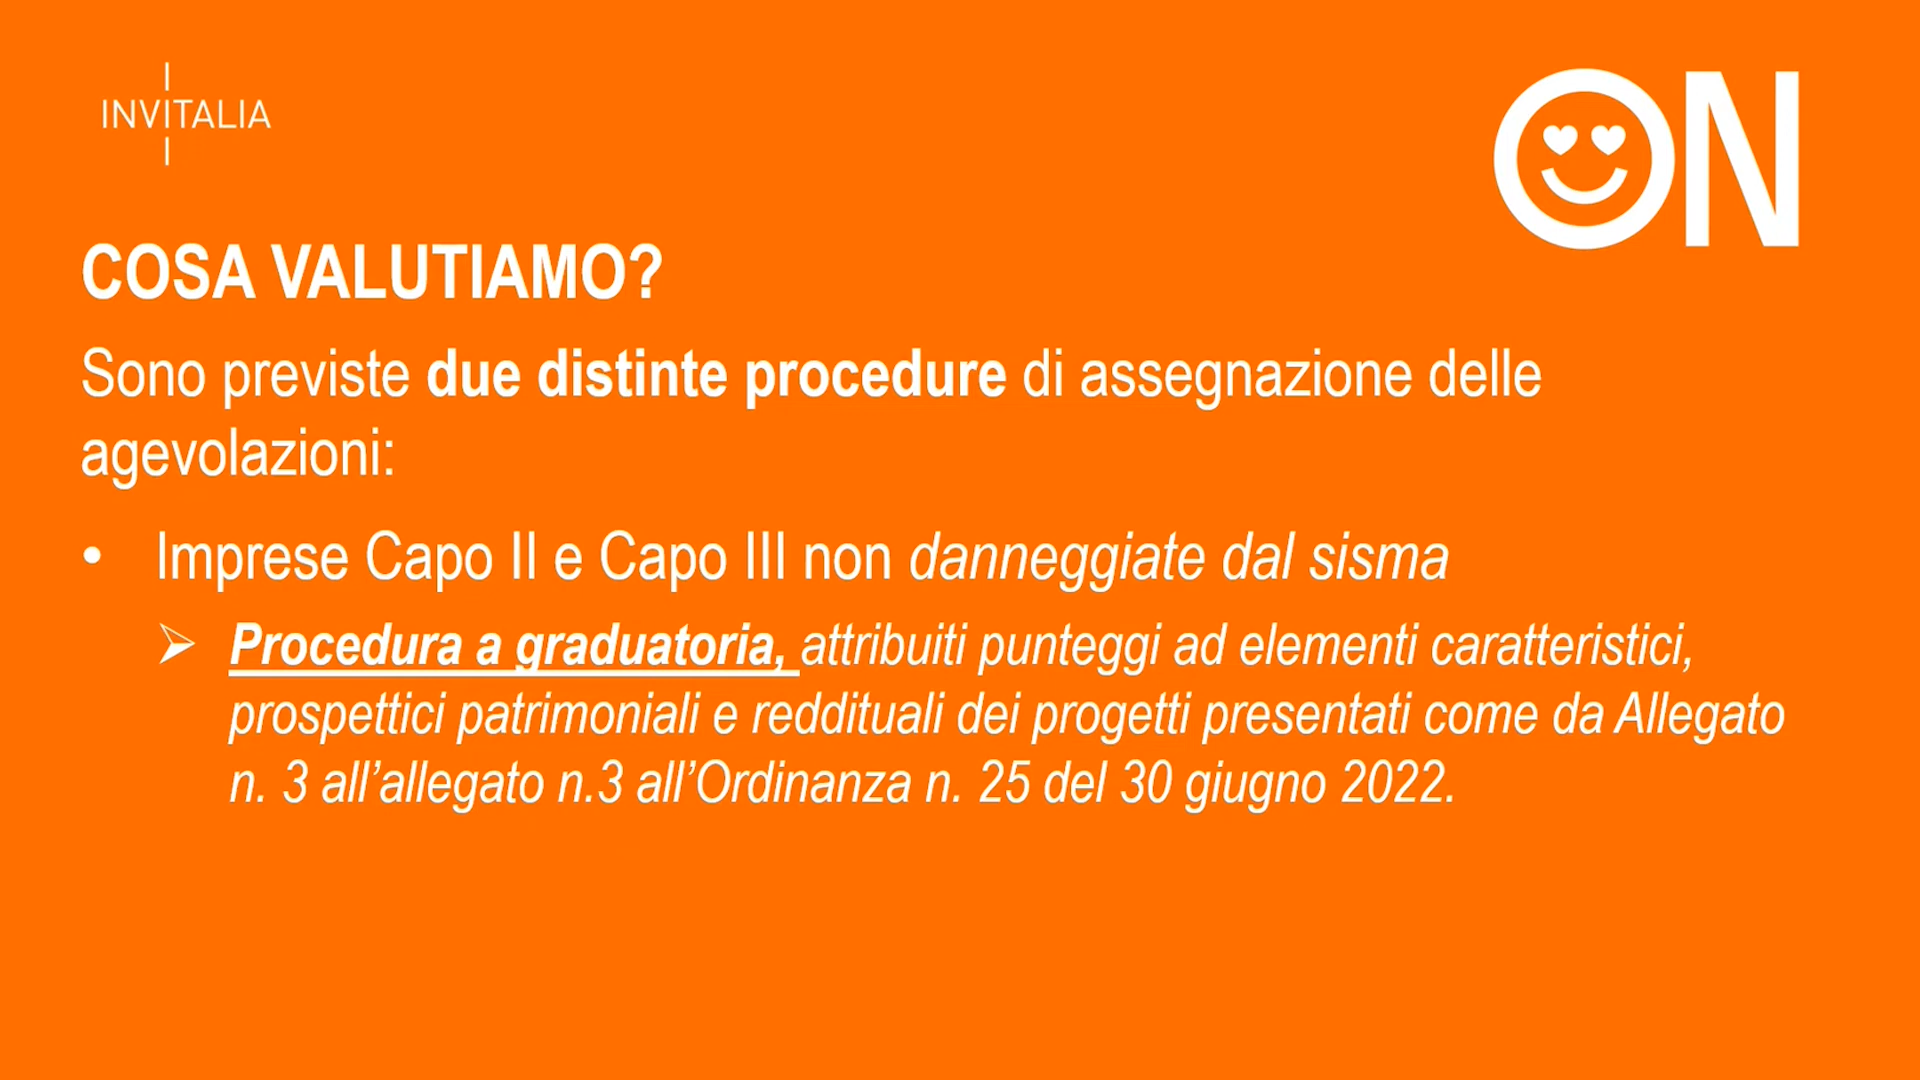 INVITALIA
ON
COSA VALUTIAMO?
Sono previste due distinte procedure di assegnazione delle
agevolazioni:
• Imprese Capo II e Capo III non danneggiate dal sisma
➢ Procedura a graduatoria, attribuiti punteggi ad elementi caratteristici,
prospettici patrimoniali e reddituali dei progetti presentati come da Allegato
n. 3 all’allegato n.3 all’Ordinanza n. 25 del 30 giugno 2022.